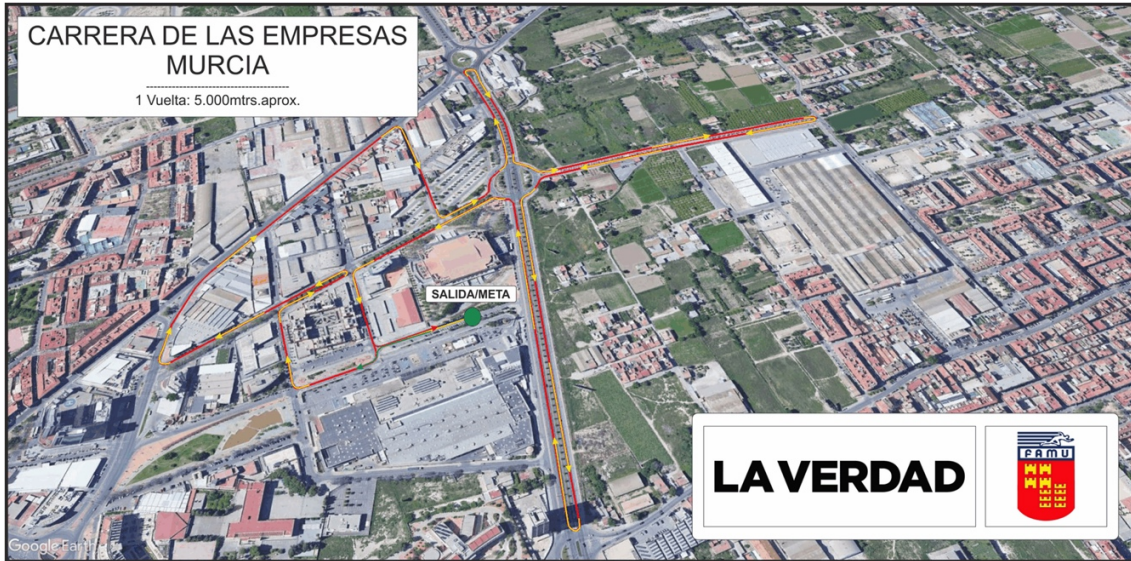 CARRERA DE LAS EMPRESAS
MURCIA
----------------------------------------
1 Vuelta: 5.000mtrs.aprox.
SALIDA/META
LA VERDAD
FAMU
Google Earth